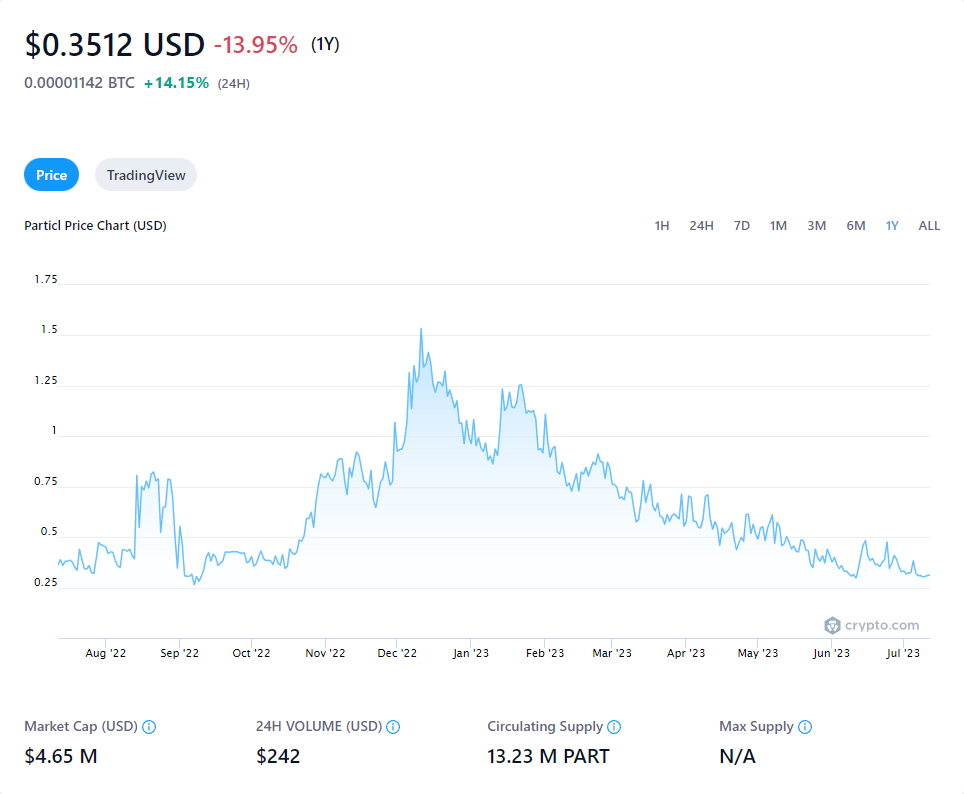 $0.3512 USD -13.95% (1Y)
0.00001142 BTC +14.15% (24H)
Price TradingView
Particl Price Chart (USD) 1H 24H 7D 1M 3M 6M 1Y ALL
1.75
1.5
1.25
1
0.75
0.5
0.25
crypto.com
Aug '22 Sep '22 Oct '22 Nov '22 Dec '22 Jan '23 Feb '23 Mar '23 Apr '23 May '23 Jun '23 Jul '23
Market Cap (USD) 24H VOLUME (USD) Circulating Supply Max Supply
$4.65 M $242 13.23 M PART N/A